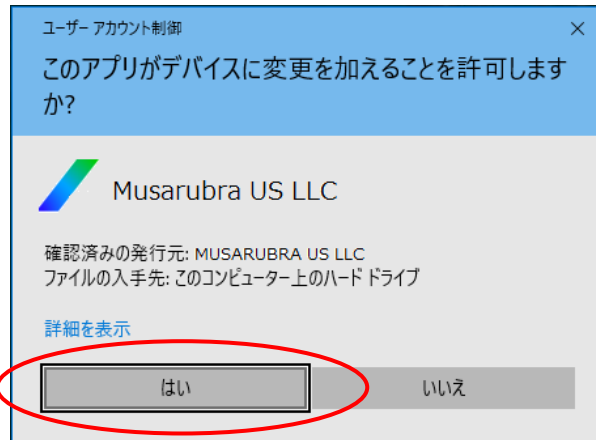 ユーザー アカウント制御
このアプリがデバイスに変更を加えることを許可します
か?
Musarubra US LLC
確認済みの発行元: MUSARUBRA US LLC
ファイルの入手先: このコンピューター上のハード ドライブ
詳細を表示
はい いいえ